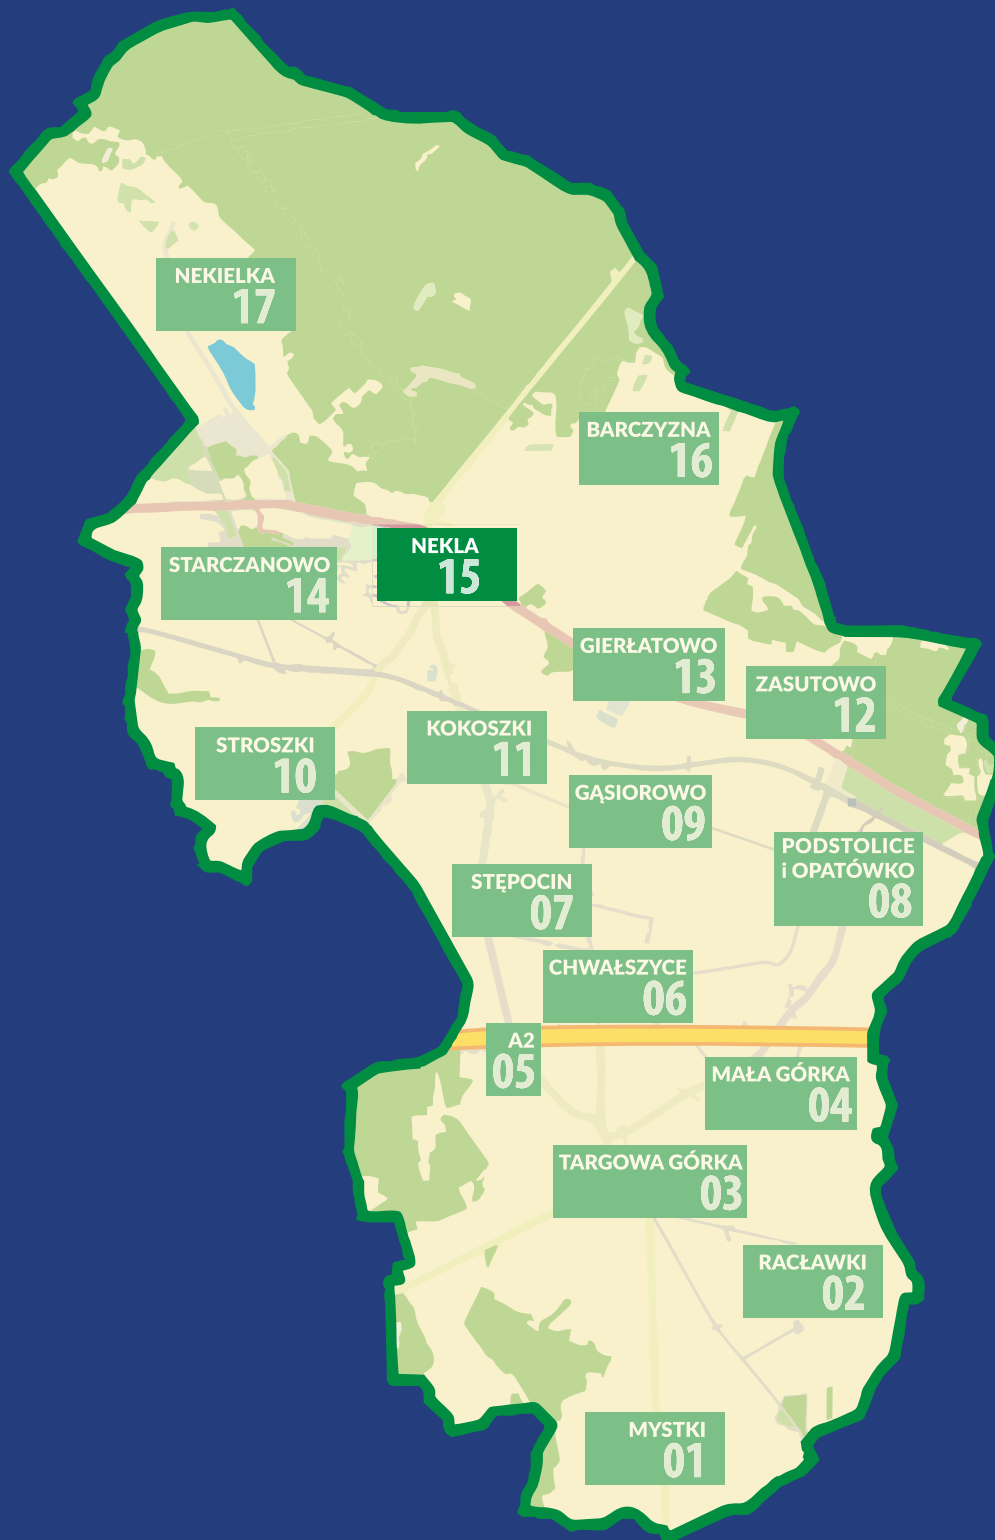 NEKIELKA
17
BARCZYZNA
16
NEKLA
15
STARCZANOWO
14
GIERŁATOWO
13
ZASUTOWO
12
KOKOSZKI
11
STROSZKI
10
GĄSIOROWO
09
PODSTOLICE
i OPATÓWKO
08
STĘPOCIN
07
CHWAŁSZYCE
06
A2
05
MAŁA GÓRKA
04
TARGOWA GÓRKA
03
RACŁAWKI
02
MYSTKI
01